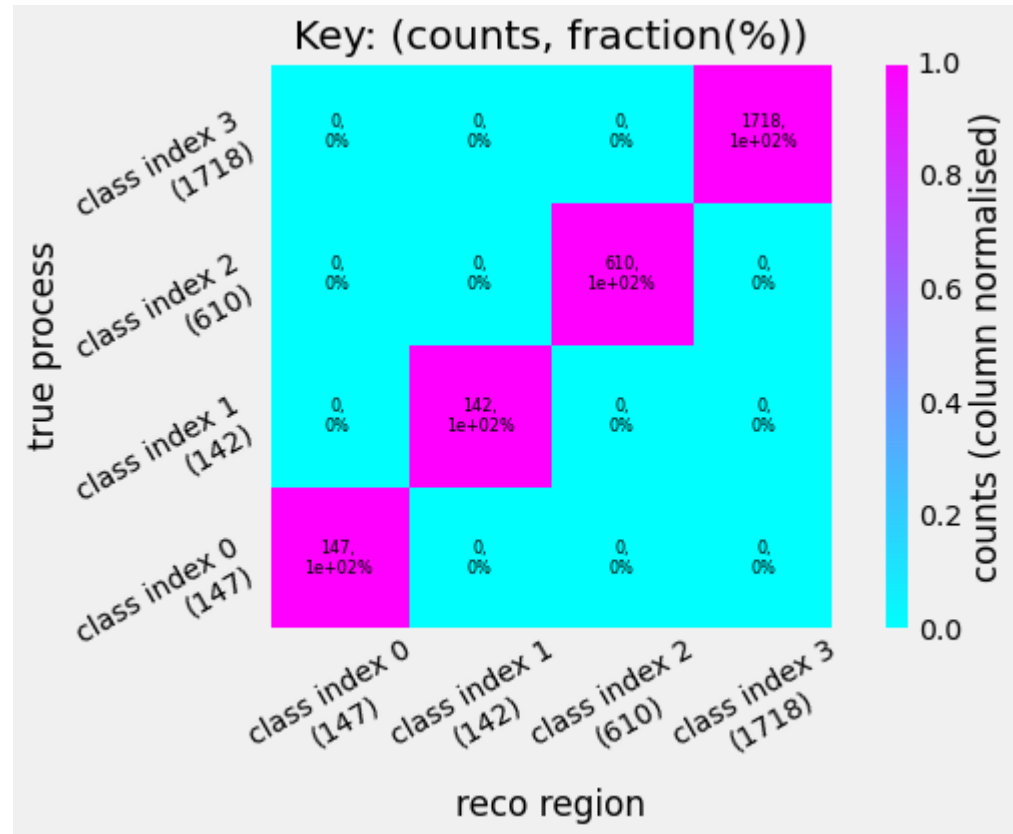 Key: (counts, fraction(%))
true process
class index 3
(1718)
0,
0%
0,
0%
0,
0%
1718,
1e+02%
class index 2
(610)
0,
0%
0,
0%
610,
1e+02%
0,
0%
class index 1
(142)
0,
0%
142,
1e+02%
0,
0%
0,
0%
class index 0
(147)
147,
1e+02%
0,
0%
0,
0%
0,
0%
class index 0
(147)
class index 1
(142)
class index 2
(610)
class index 3
(1718)
reco region
1.0
0.8
0.6
0.4
0.2
0.0
counts (column normalised)